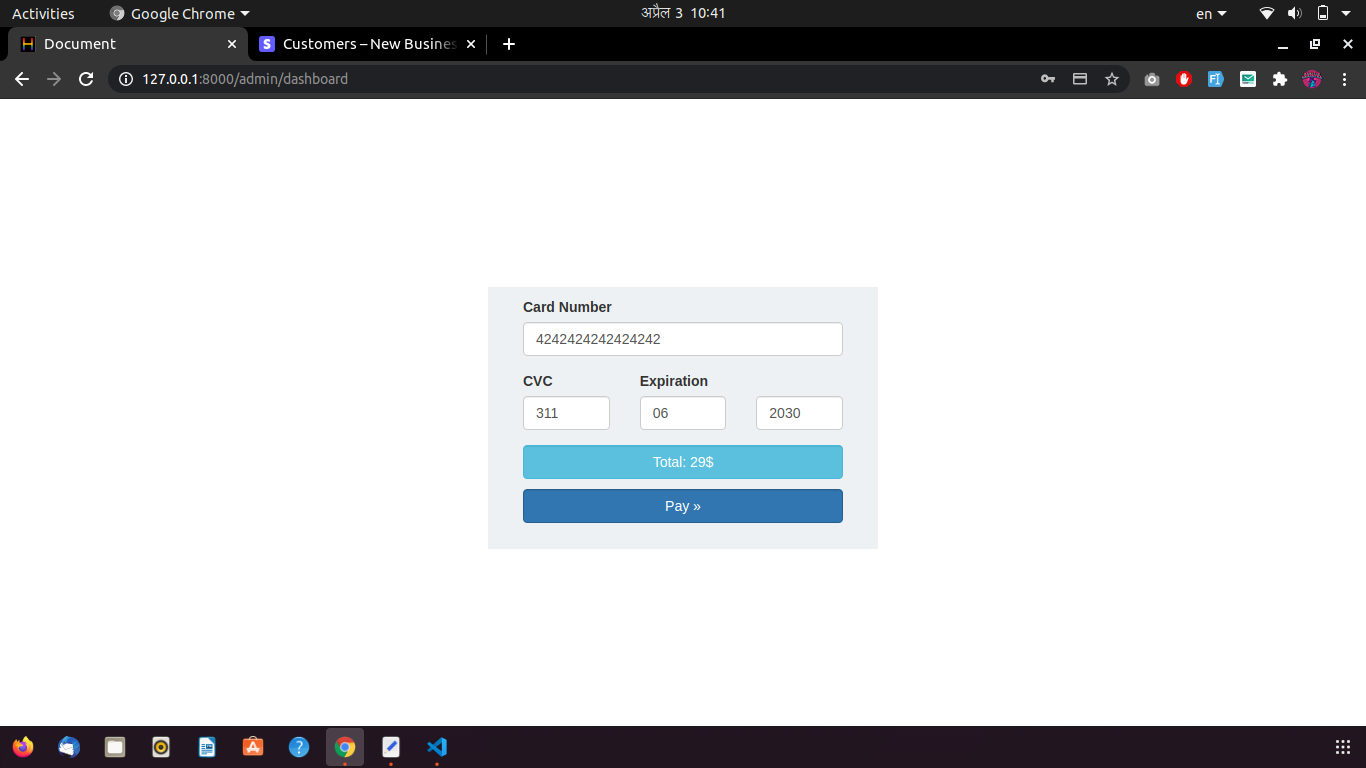 Activities Google Chrome अप्रैल 3 10:41 en
Document Customers – New Busines
127.0.0.1:8000/admin/dashboard
Card Number
4242424242424242
CVC Expiration
311 06 2030
Total: 29$
Pay »